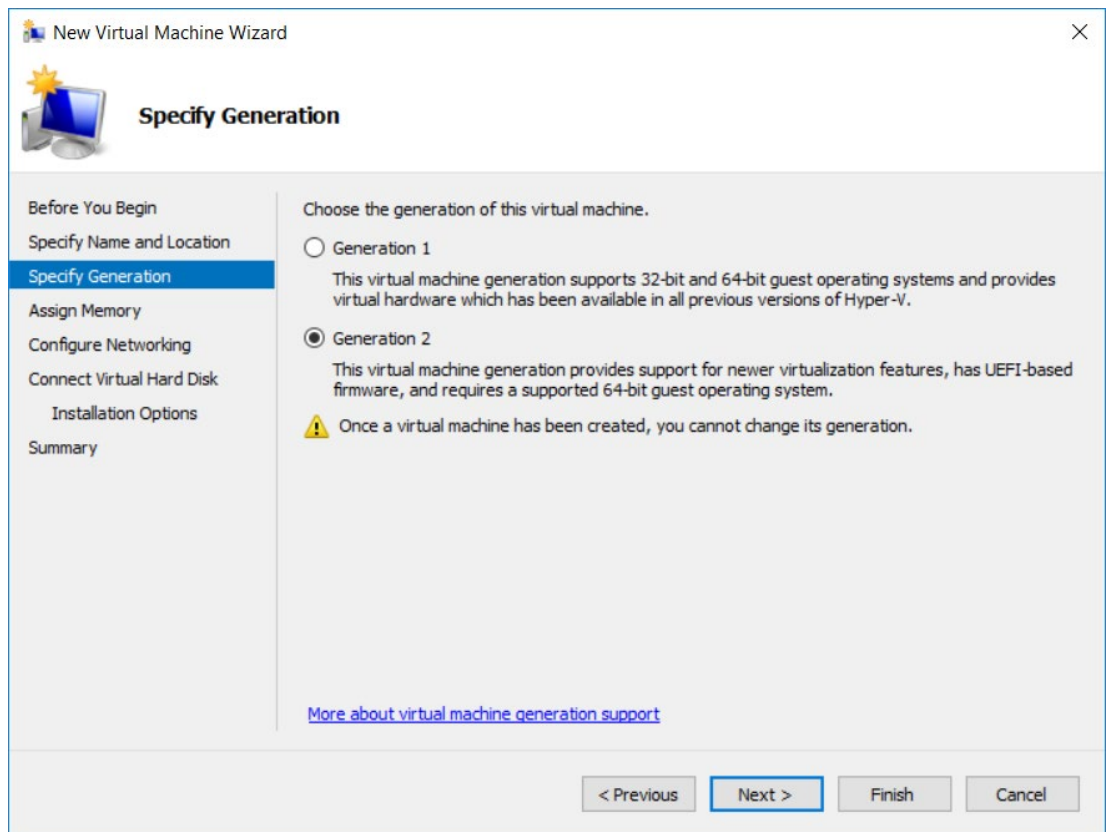 New Virtual Machine Wizard
Specify Generation
Before You Begin
Specify Name and Location
Specify Generation
Assign Memory
Configure Networking
Connect Virtual Hard Disk
Installation Options
Summary
Choose the generation of this virtual machine.
Generation 1
This virtual machine generation supports 32-bit and 64-bit guest operating systems and provides
virtual hardware which has been available in all previous versions of Hyper-V.
Generation 2
This virtual machine generation provides support for newer virtualization features, has UEFI-based
firmware, and requires a supported 64-bit guest operating system.
Once a virtual machine has been created, you cannot change its generation.
More about virtual machine generation support
< Previous
Next >
Finish
Cancel